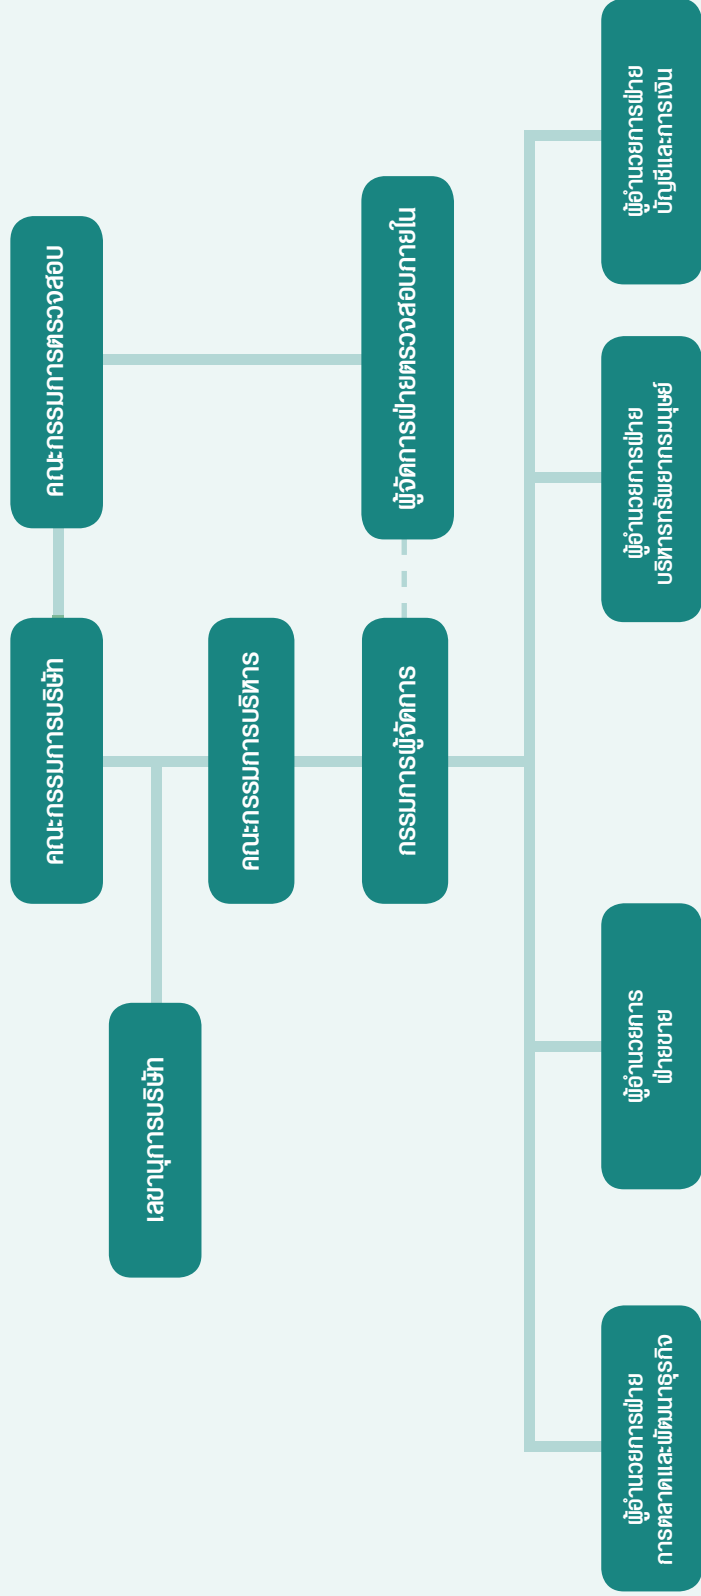 คณะกรรมการบริษัท
คณะกรรมการตรวจสอบ
เลขานุการบริษัท
คณะกรรมการบริหาร
กรรมการผู้จัดการ
ผู้จัดการฝ่ายตรวจสอบภายใน
ผู้อำนวยการฝ่าย
การตลาดและพัฒนาธุรกิจ
ผู้อำนวยการ
ฝ่ายขาย
ผู้อำนวยการฝ่าย
บริหารทรัพยากรมนุษย์
ผู้อำนวยการฝ่าย
บัญชีและการเงิน